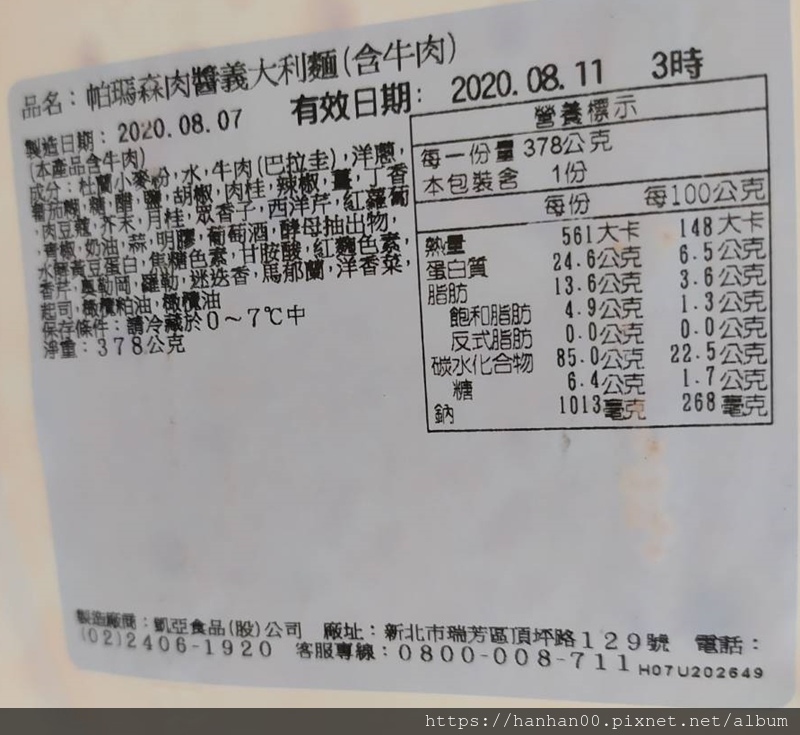 品名：帕瑪森肉醬義大利麵(含牛肉)
有效日期：2020.08.11 3時
製造日期：2020.08.07
(本產品含牛肉)
成分：杜蘭小麥粉,水,牛肉(巴拉圭),洋蔥,
番茄糊,糖,醋,鹽,胡椒,肉桂,辣椒,薑,丁香
,肉豆蔻,芥末,月桂,眾香子,西洋芹,紅蘿蔔
,青椒,奶油,蒜,明膠,葡萄酒,酵母抽出物,
水解黃豆蛋白,焦糖色素,甘胺酸,紅麴色素,
香芹,奧勒岡,羅勒,迷迭香,馬郁蘭,洋香菜,
起司,橄欖粕油,橄欖油
保存條件：請冷藏於0～7℃中
淨重：378公克
營養標示
每一份量 378公克
本包裝含 1份
每份 每100公克
熱量 561大卡 148大卡
蛋白質 24.6公克 6.5公克
脂肪 13.6公克 3.6公克
飽和脂肪 4.9公克 1.3公克
反式脂肪 0.0公克 0.0公克
碳水化合物 85.0公克 22.5公克
糖 6.4公克 1.7公克
鈉 1013毫克 268毫克
製造廠商：凱亞食品(股)公司 廠址：新北市瑞芳區頂坪路129號 電話：
(02)2406-1920 客服專線：0800-008-711 H07U202649
https://hanhan00.pixnet.net/album